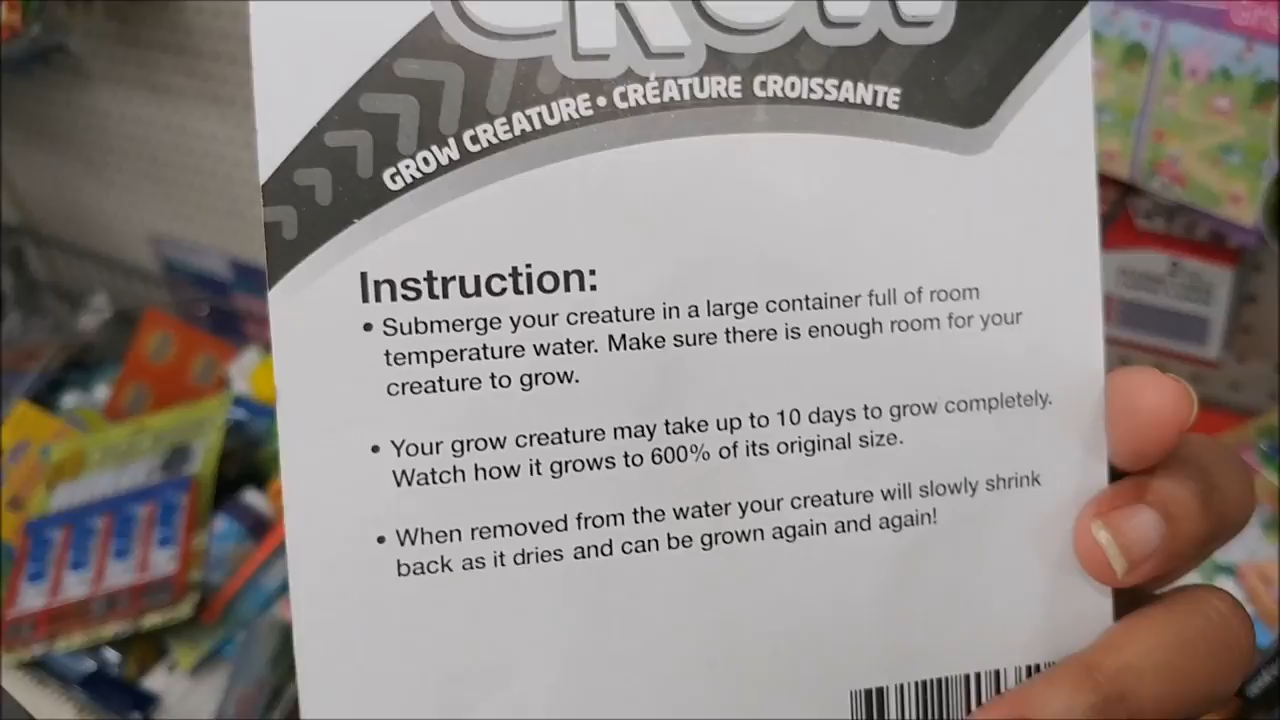 GROW
GROW CREATURE • CRÉATURE CROISSANTE
Instruction:
• Submerge your creature in a large container full of room
temperature water. Make sure there is enough room for your
creature to grow.
• Your grow creature may take up to 10 days to grow completely.
Watch how it grows to 600% of its original size.
• When removed from the water your creature will slowly shrink
back as it dries and can be grown again and again!